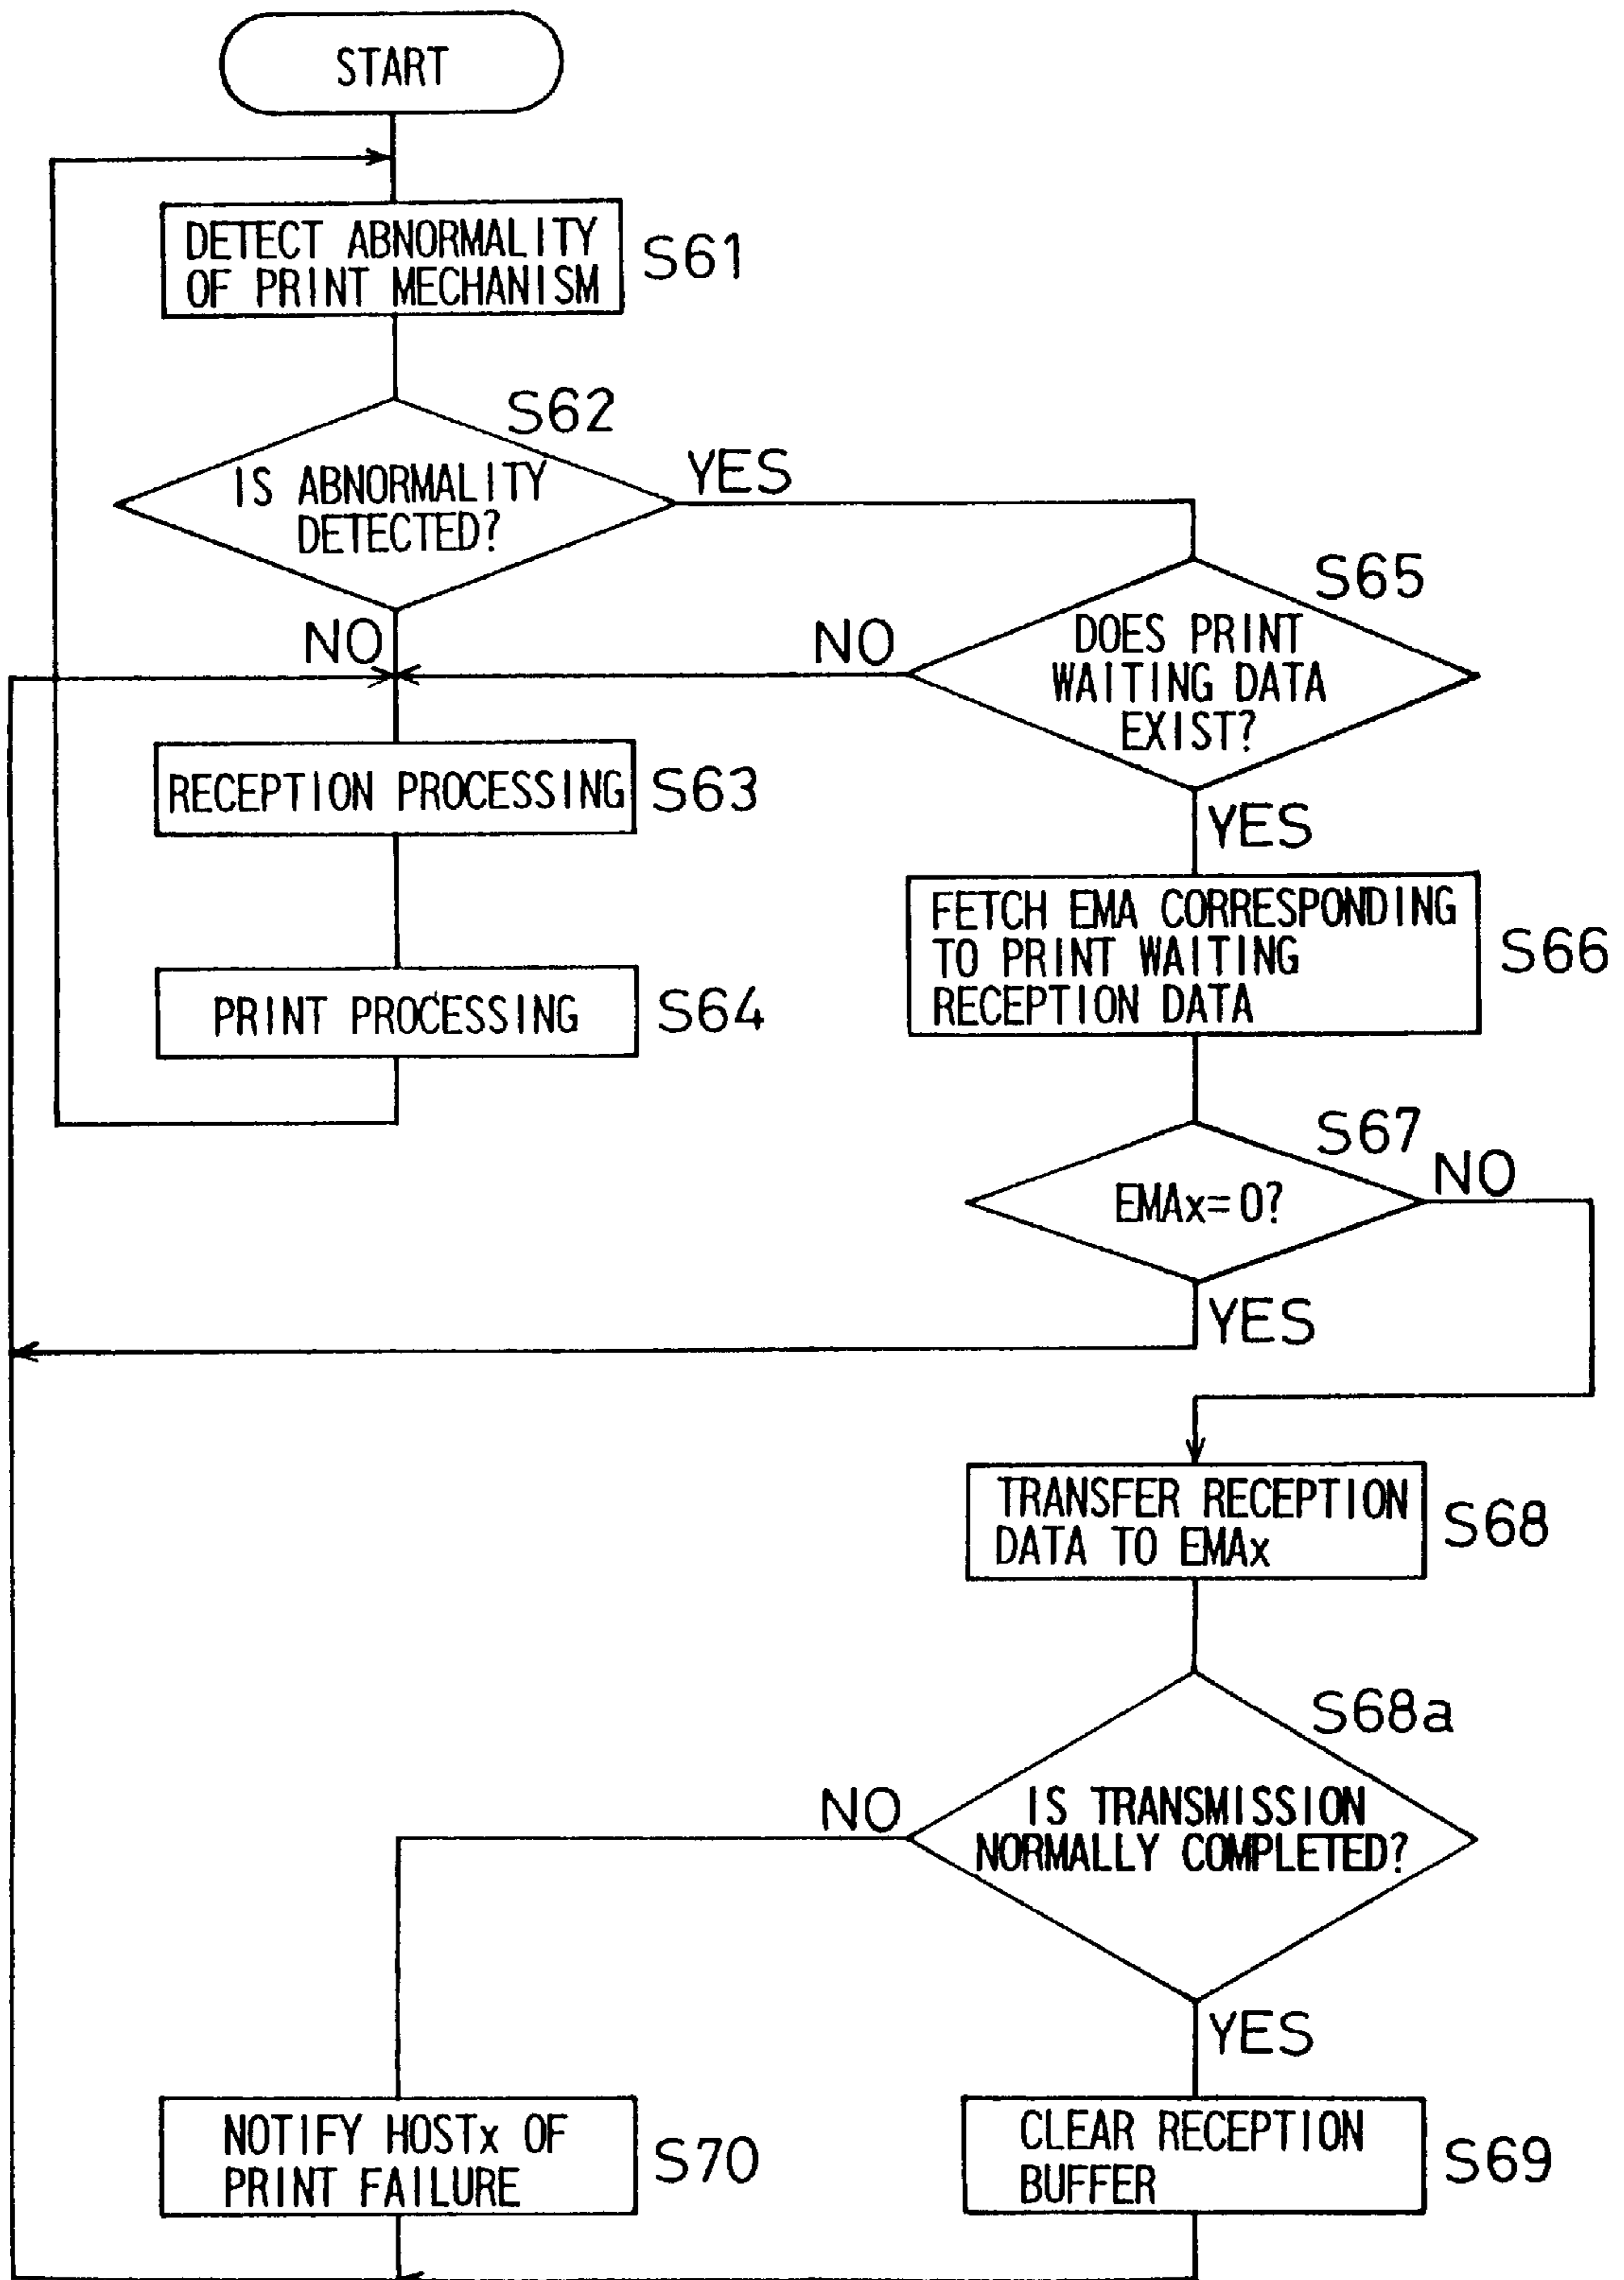 START
DETECT ABNORMALITY
OF PRINT MECHANISM
S61
S62
IS ABNORMALITY
DETECTED?
YES
NO
S65
DOES PRINT
WAITING DATA
EXIST?
NO
YES
RECEPTION PROCESSING
S63
PRINT PROCESSING
S64
FETCH EMA CORRESPONDING
TO PRINT WAITING
RECEPTION DATA
S66
S67
EMAx=0?
NO
YES
TRANSFER RECEPTION
DATA TO EMAx
S68
S68a
IS TRANSMISSION
NORMALLY COMPLETED?
NO
YES
NOTIFY HOSTx OF
PRINT FAILURE
S70
CLEAR RECEPTION
BUFFER
S69